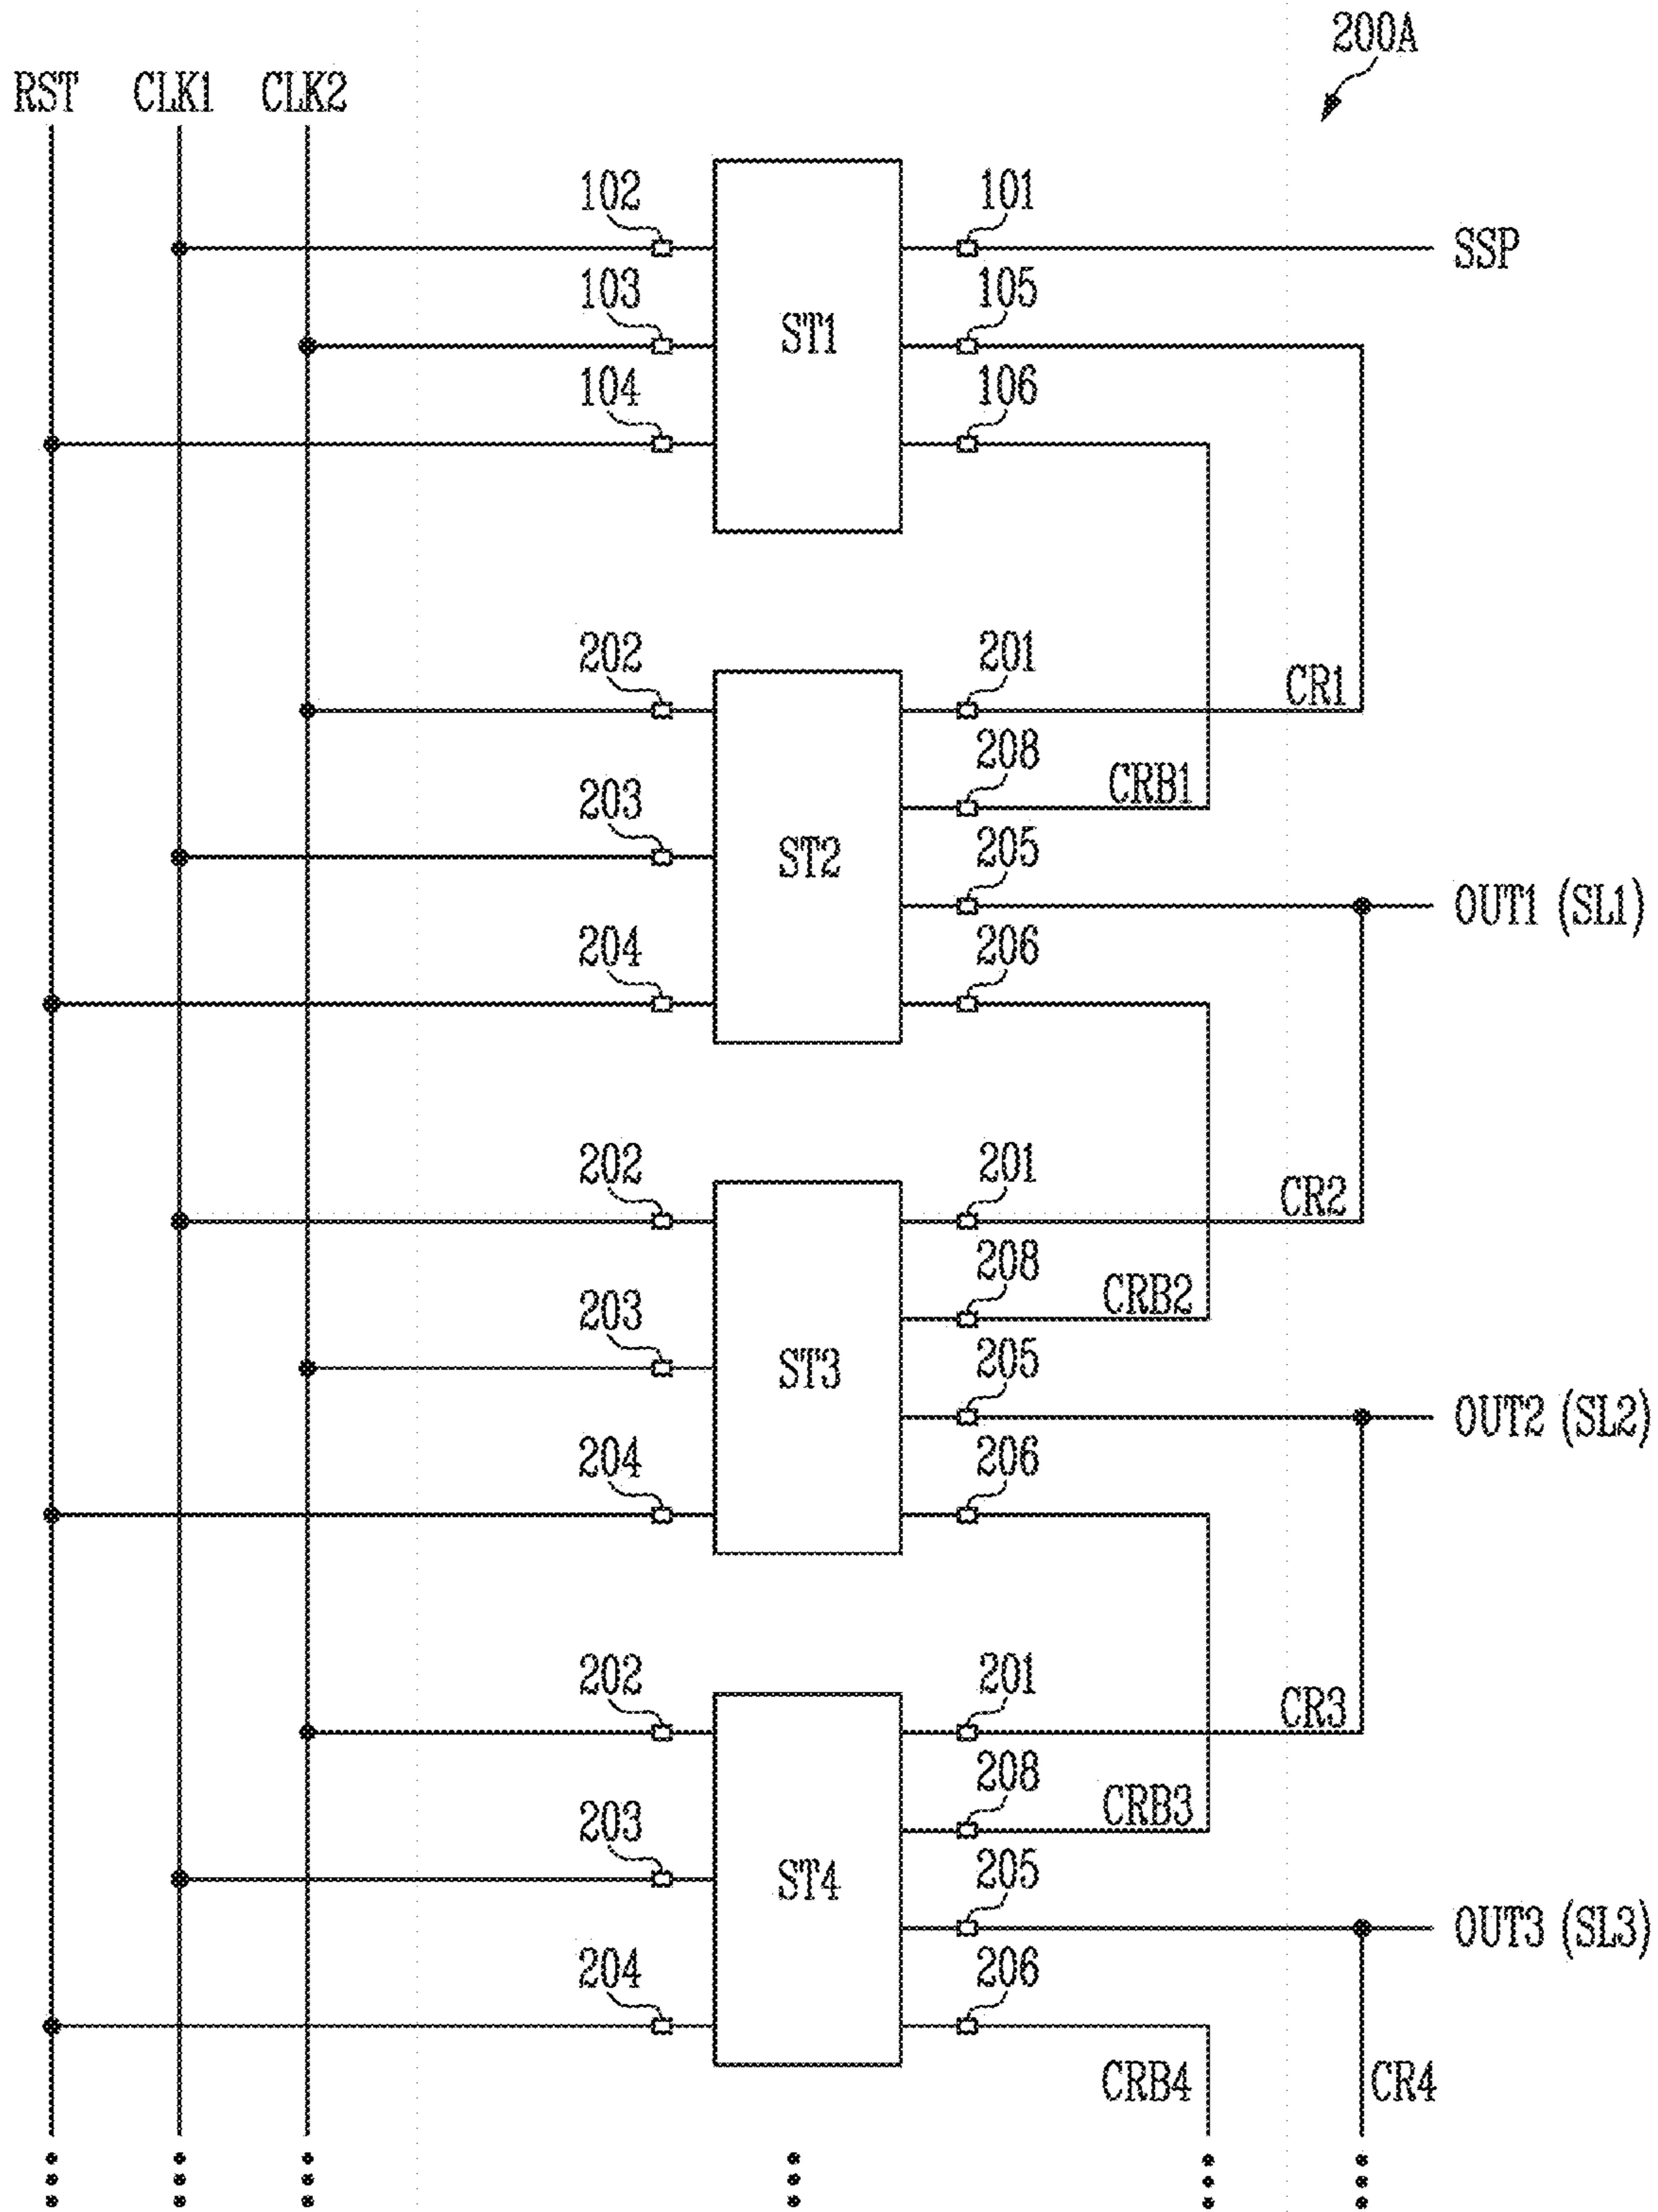 200A
RST CLK1 CLK2
102 101
SSP
103 105
ST1
104 106
202 201
CR1
208
CRB1
203
ST2 205
OUT1 (SL1)
204 206
202 201
CR2
208
CRB2
203
ST3 205
OUT2 (SL2)
204 206
202 201
CR3
208
CRB3
203
ST4 205
OUT3 (SL3)
204 206
CRB4 CR4